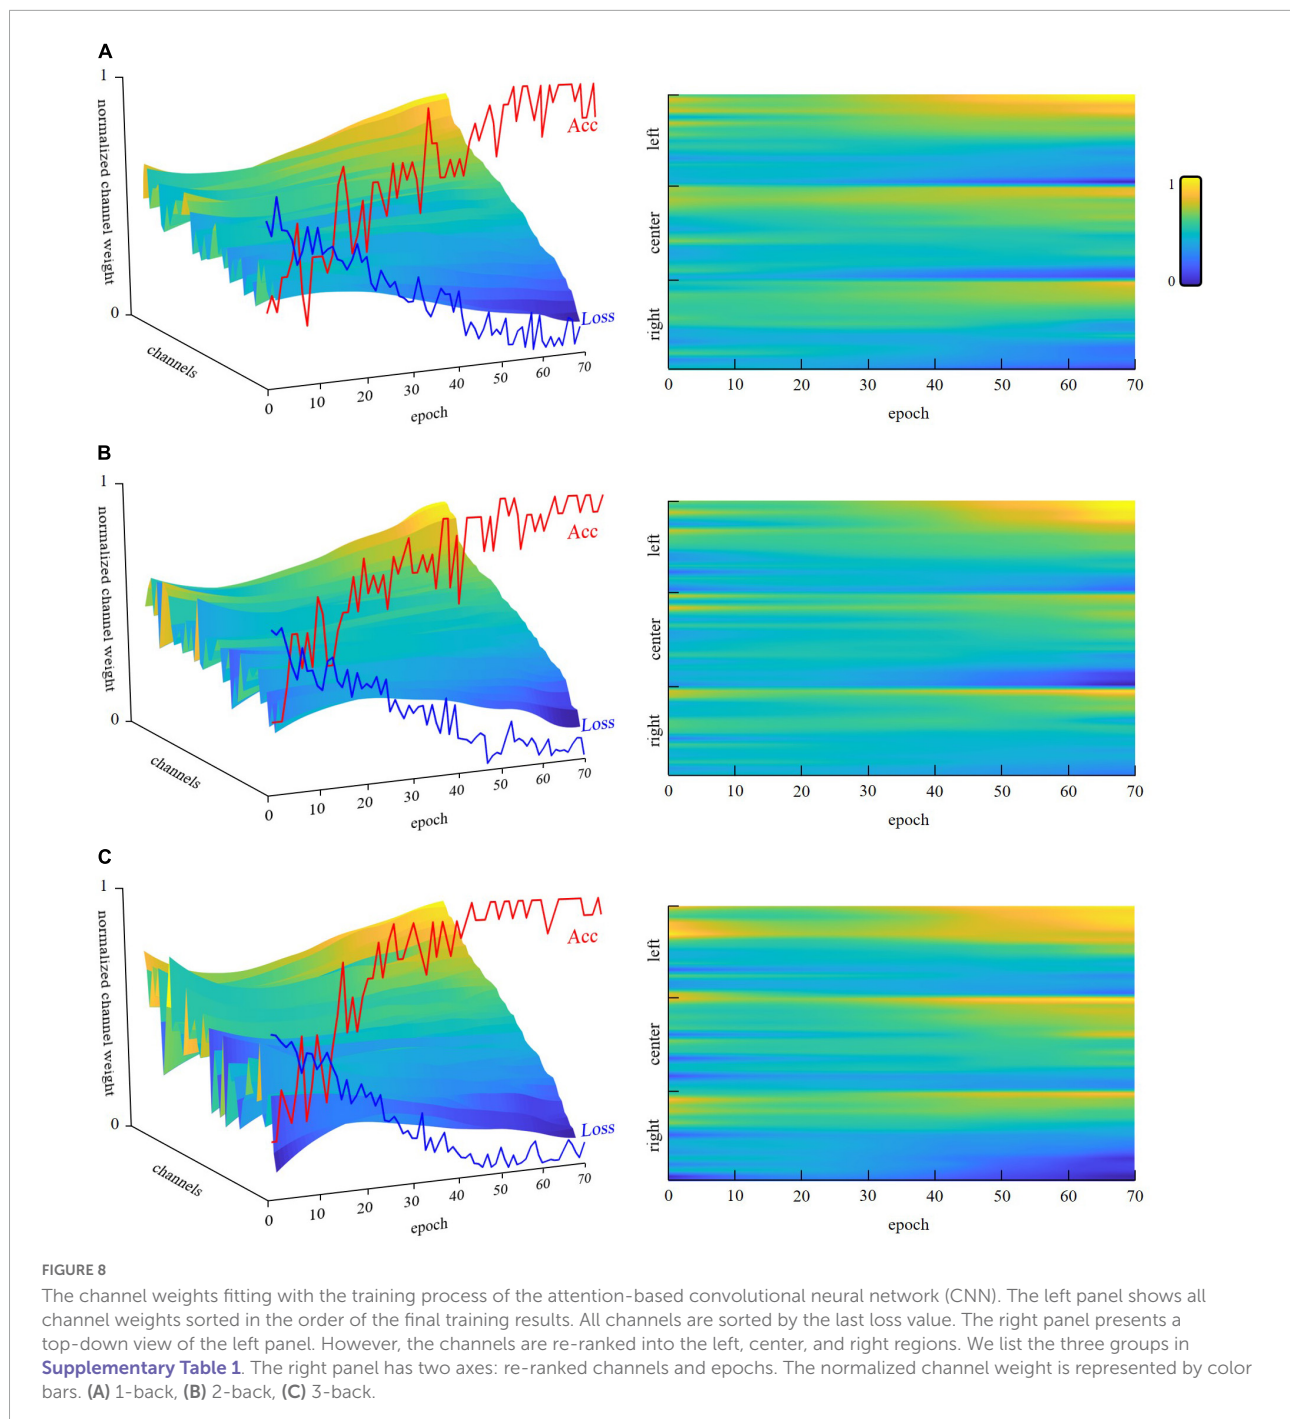 A
1
normalized channel weight
0
channels
Acc
Loss
0 10 20 30 40 50 60 70
epoch
left
center
right
0 10 20 30 40 50 60 70
epoch
1
0
B
1
normalized channel weight
0
channels
Acc
Loss
0 10 20 30 40 50 60 70
epoch
left
center
right
0 10 20 30 40 50 60 70
epoch
C
1
normalized channel weight
0
channels
Acc
Loss
0 10 20 30 40 50 60 70
epoch
left
center
right
0 10 20 30 40 50 60 70
epoch
FIGURE 8
The channel weights fitting with the training process of the attention-based convolutional neural network (CNN). The left panel shows all
channel weights sorted in the order of the final training results. All channels are sorted by the last loss value. The right panel presents a
top-down view of the left panel. However, the channels are re-ranked into the left, center, and right regions. We list the three groups in
Supplementary Table 1. The right panel has two axes: re-ranked channels and epochs. The normalized channel weight is represented by color
bars. (A) 1-back, (B) 2-back, (C) 3-back.